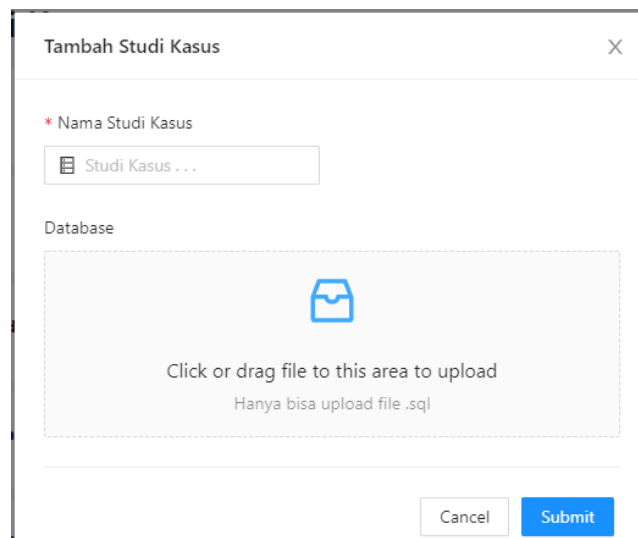 Tambah Studi Kasus
* Nama Studi Kasus
Studi Kasus . . .
Database
Click or drag file to this area to upload
Hanya bisa upload file .sql
Cancel Submit